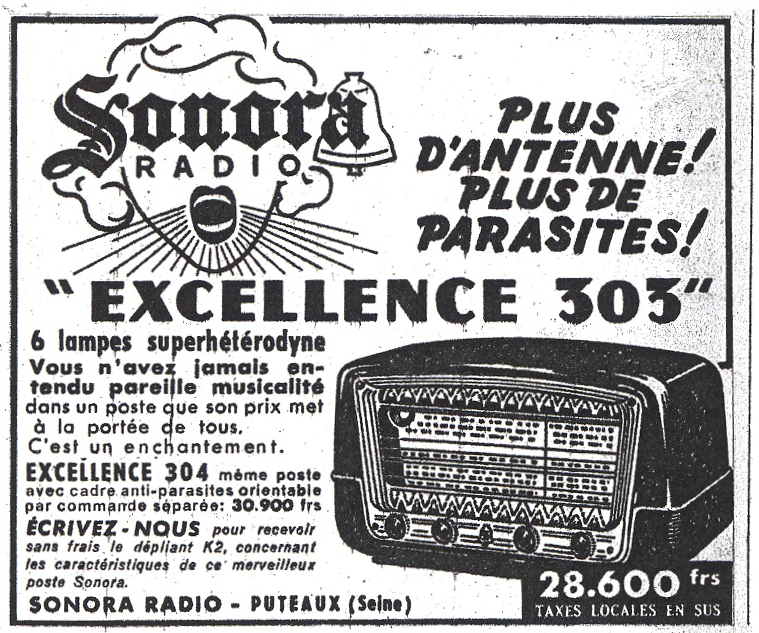 Sonora
RADIO
PLUS
D'ANTENNE!
PLUS DE
PARASITES!
"EXCELLENCE 303"
6 lampes superhétérodyne
Vous n'avez jamais en-
tendu pareille musicalité
dans un poste que son prix met
à la portée de tous.
C'est un enchantement.
EXCELLENCE 304 même poste
avec cadre anti-parasites orientable
par commande séparée: 30.900 frs
ÉCRIVEZ-NOUS pour recevoir
sans frais le dépliant K2, concernant
les caractéristiques de ce merveilleux
poste Sonora.
SONORA RADIO - PUTEAUX (Seine)
28.600 frs
TAXES LOCALES EN SUS